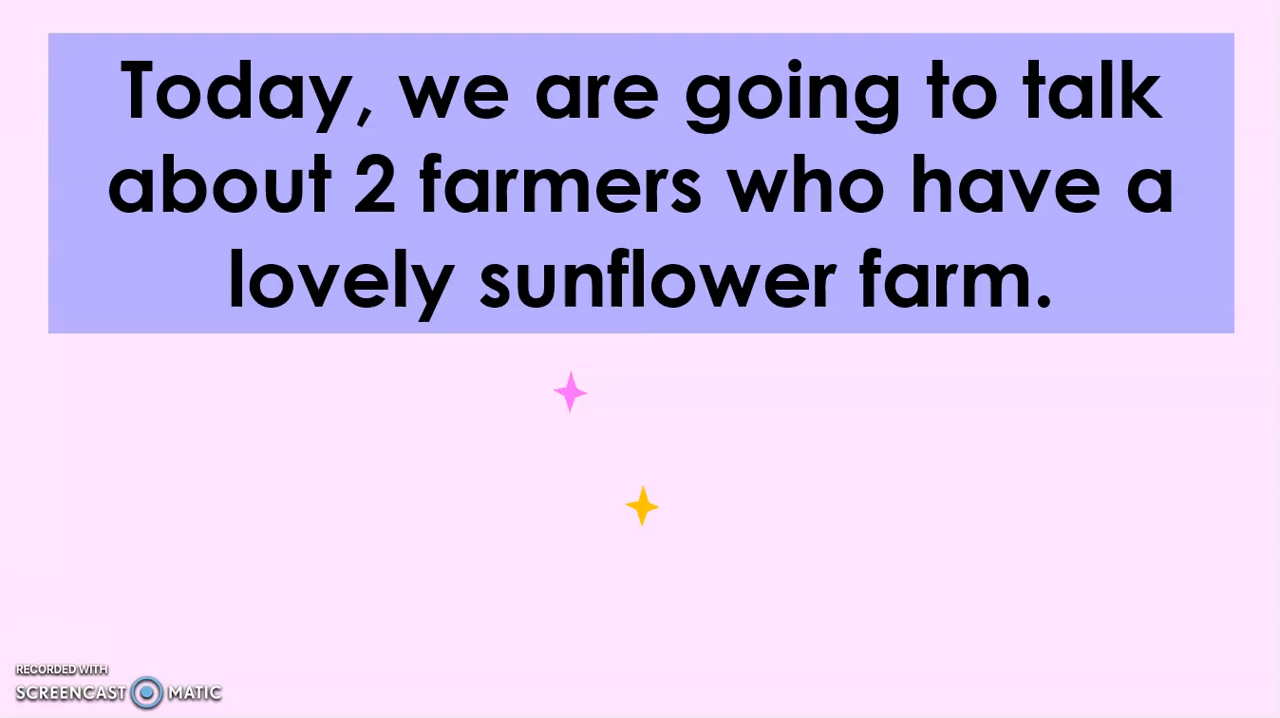 Today, we are going to talk
about 2 farmers who have a
lovely sunflower farm.
RECORDED WITH
SCREENCAST MATIC